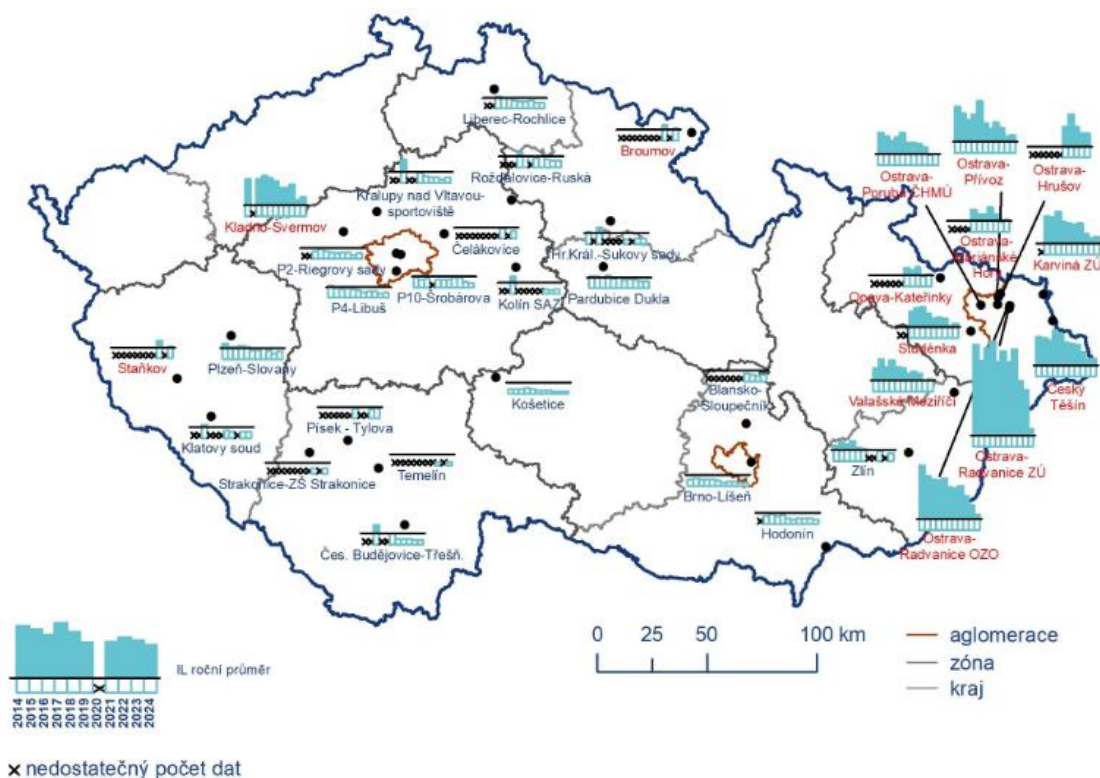 Liberec-Rochlice
Broumov
Rožďalovice-Ruská
Kralupy nad Vltavou-
sportoviště
Kladno-Švermov
Čelákovice
P2-Riegrovy sady
P10-Šrobárova
P4-Libuš
Kolín SAZ
Hr.Král.-Sukovy sady
Pardubice Dukla
Ostrava-
Poruba ČHMÚ
Ostrava-
Přívoz
Ostrava-
Hrušov
Ostrava-
Mariánské
Hory
Karviná ZÚ
Opava-Kateřinky
Studénka
Český
Těšín
Valašské Meziříčí
Ostrava-
Radvanice ZÚ
Zlín
Ostrava-
Radvanice OZO
Staňkov
Plzeň-Slovany
Košetice
Blansko-
Sloupečník
Klatovy soud
Písek - Tylova
Strakonice-ZŠ Strakonice
Temelín
Brno-Líšeň
Hodonín
Čes. Budějovice-Třešň.
IL roční průměr
2014 2015 2016 2017 2018 2019 2020 2021 2022 2023 2024
0 25 50 100 km
aglomerace
zóna
kraj
x nedostatečný počet dat